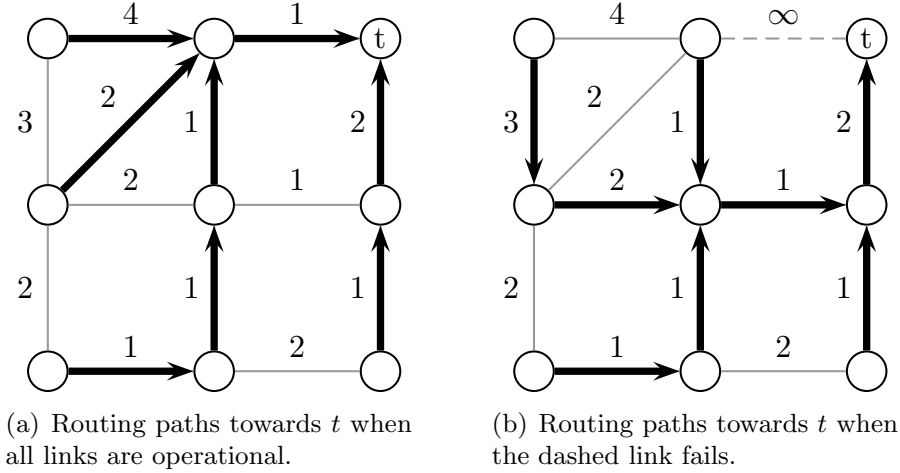 4 1
t
3 2 1 2
2 1
2 1 1
1 2
4 ∞
t
3 2 1 2
2 1
2 1 1
1 2
(a) Routing paths towards t when
all links are operational.
(b) Routing paths towards t when
the dashed link fails.